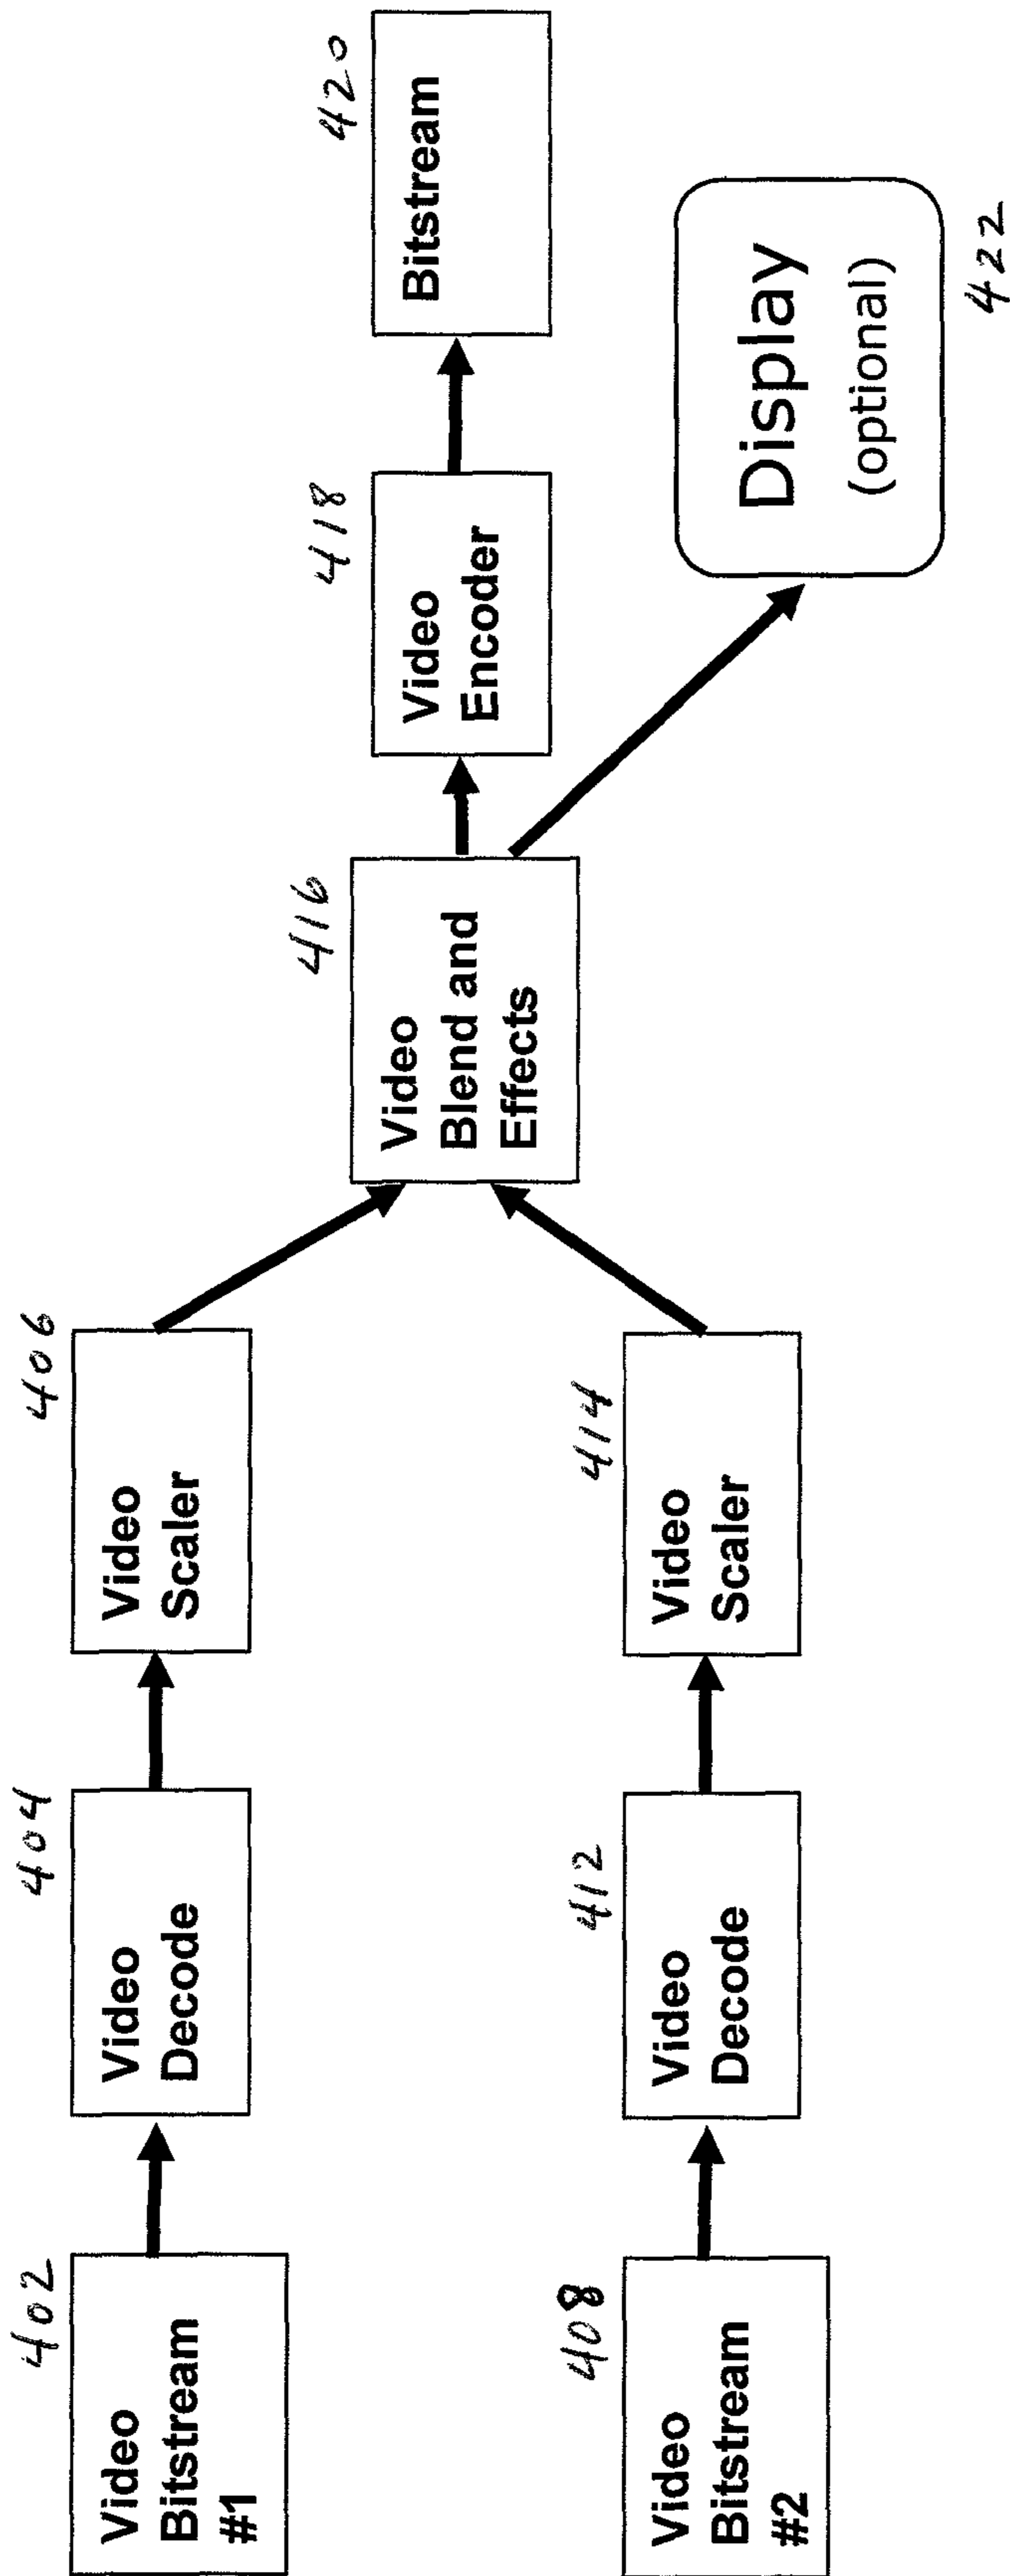 402
Video
Bitstream
#1
404
Video
Decode
406
Video
Scaler
408
Video
Bitstream
#2
412
Video
Decode
414
Video
Scaler
416
Video
Blend and
Effects
418
Video
Encoder
420
Bitstream
Display
(optional)
422